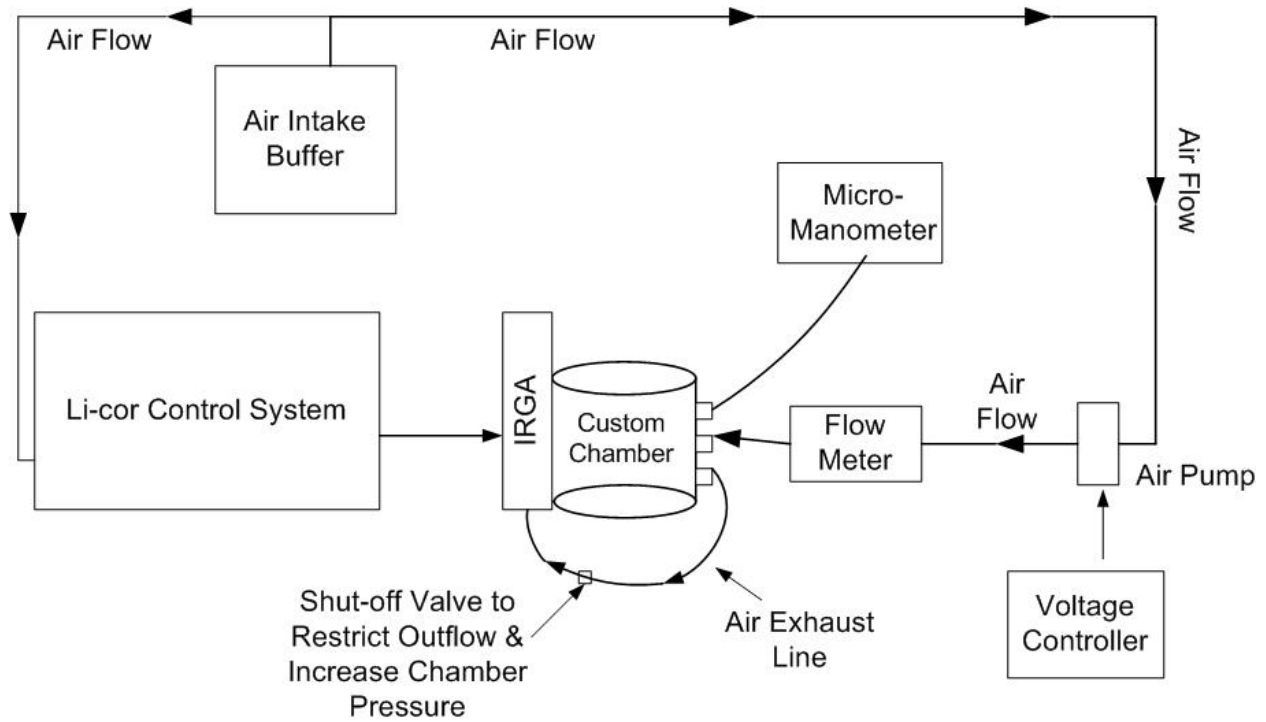 Air Flow
Air Flow
Air Intake
Buffer
Air Flow
Micro-
Manometer
Li-cor Control System
IRGA
Custom
Chamber
Flow
Meter
Air
Flow
Air Pump
Shut-off Valve to
Restrict Outflow &
Increase Chamber
Pressure
Air Exhaust
Line
Voltage
Controller